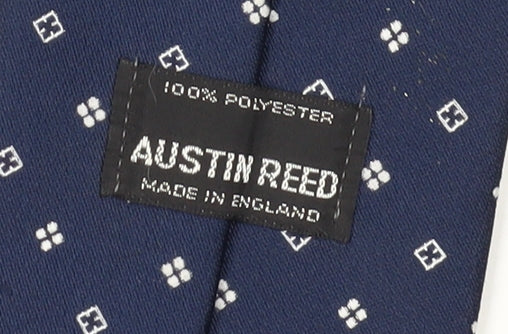 100% POLYESTER
AUSTIN REED
MADE IN ENGLAND